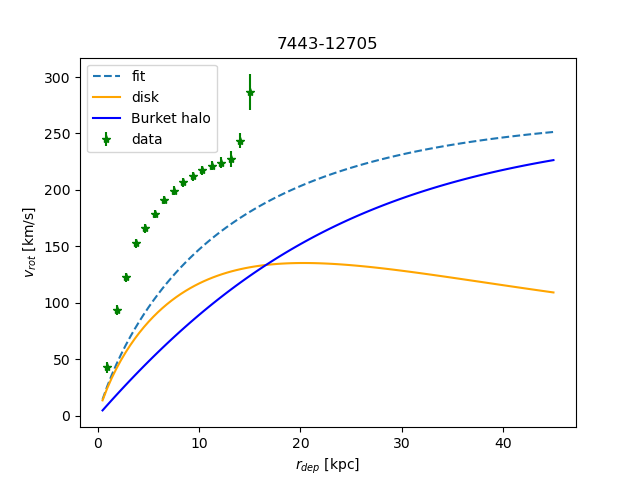 7443-12705
fit
disk
Burket halo
data
300
250
200
150
100
50
0
v_rot [km/s]
0 10 20 30 40
r_dep [kpc]